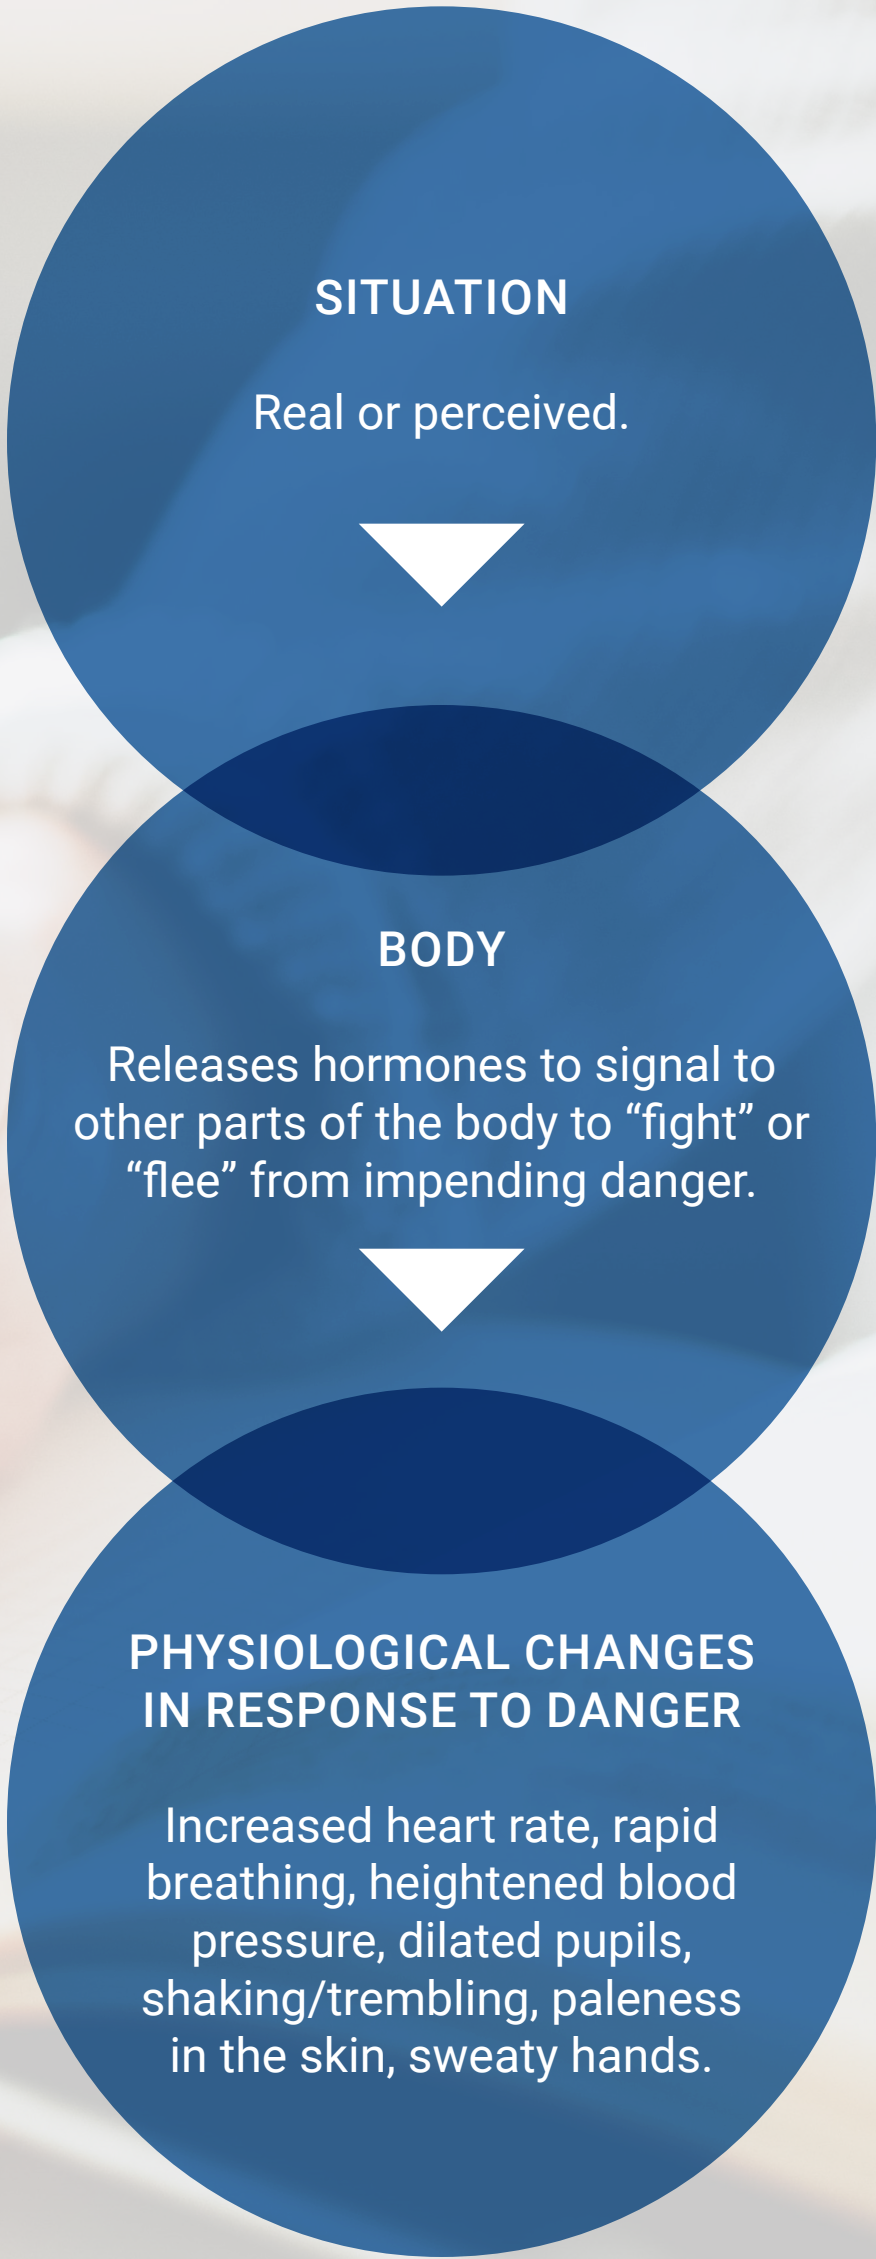 SITUATION
Real or perceived.
BODY
Releases hormones to signal to
other parts of the body to “fight” or
“flee” from impending danger.
PHYSIOLOGICAL CHANGES
IN RESPONSE TO DANGER
Increased heart rate, rapid
breathing, heightened blood
pressure, dilated pupils,
shaking/trembling, paleness
in the skin, sweaty hands.